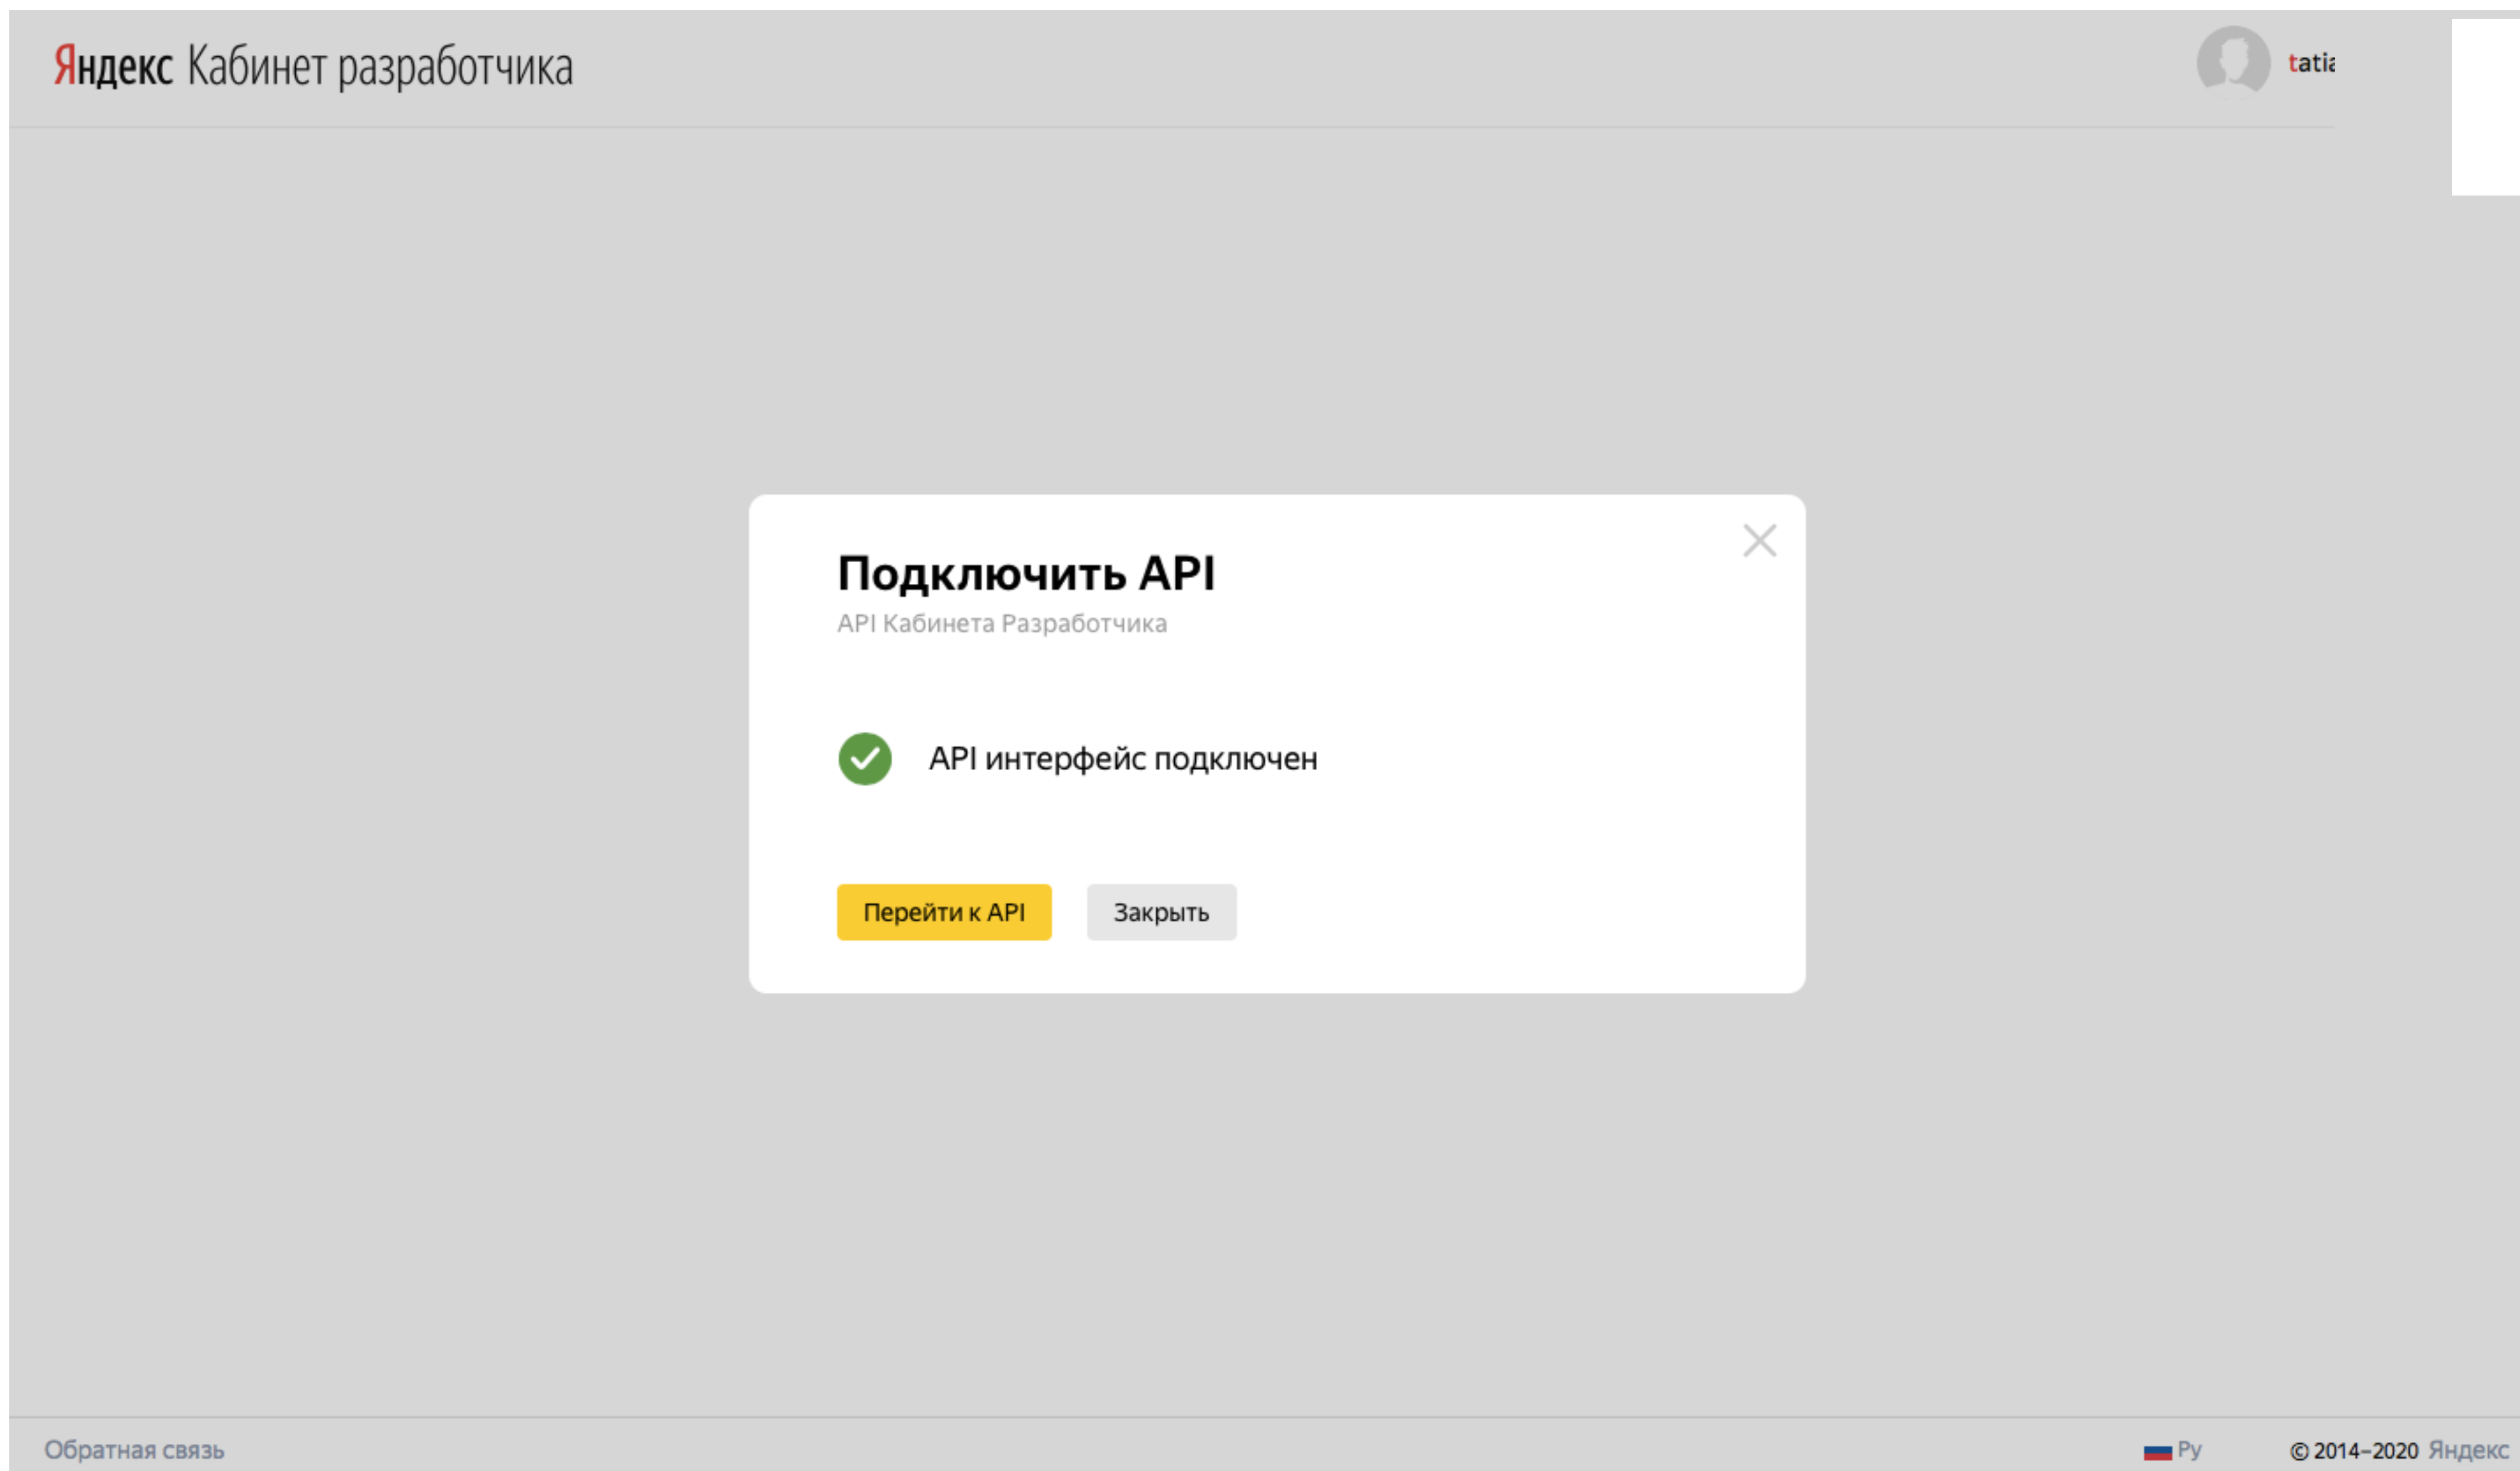 Яндекс Кабинет разработчика
tatia
Подключить API
API Кабинета Разработчика
API интерфейс подключен
Перейти к API
Закрыть
Обратная связь
Ру
© 2014–2020 Яндекс